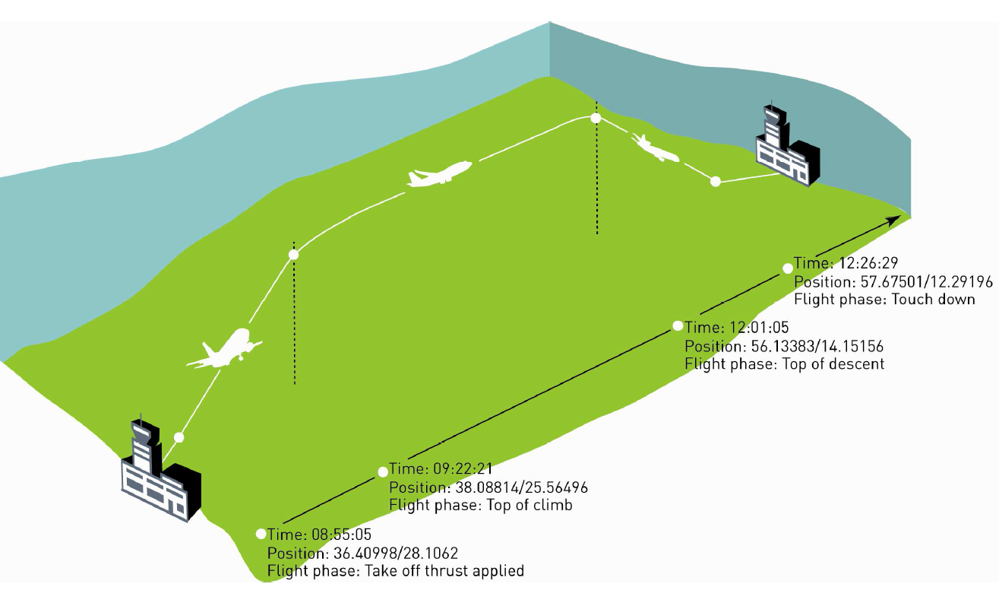 Time: 12:26:29
Position: 57.67501/12.29196
Flight phase: Touch down
Time: 12:01:05
Position: 56.13383/14.15156
Flight phase: Top of descent
Time: 09:22:21
Position: 38.08814/25.56496
Flight phase: Top of climb
Time: 08:55:05
Position: 36.40998/28.1062
Flight phase: Take off thrust applied